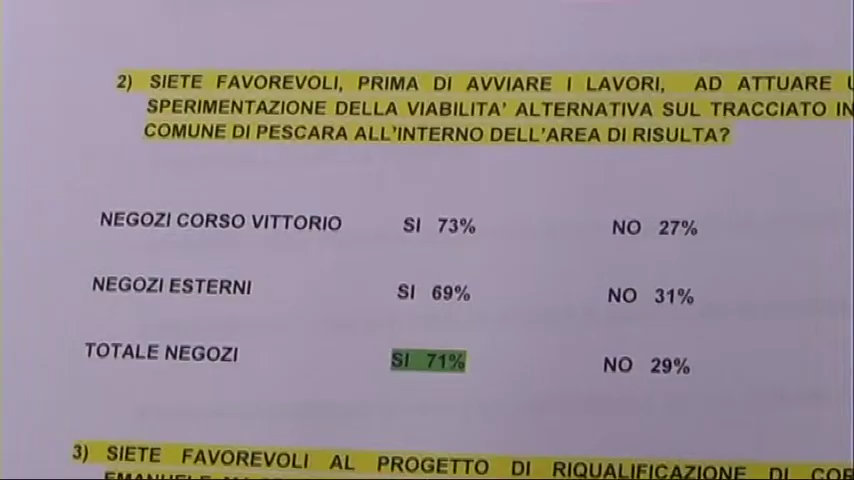 2) SIETE FAVOREVOLI, PRIMA DI AVVIARE I LAVORI, AD ATTUARE
SPERIMENTAZIONE DELLA VIABILITA' ALTERNATIVA SUL TRACCIATO IN
COMUNE DI PESCARA ALL'INTERNO DELL'AREA DI RISULTA?
NEGOZI CORSO VITTORIO SI 73% NO 27%
NEGOZI ESTERNI SI 69% NO 31%
TOTALE NEGOZI SI 71% NO 29%
3) SIETE FAVOREVOLI AL PROGETTO DI RIQUALIFICAZIONE DI COR